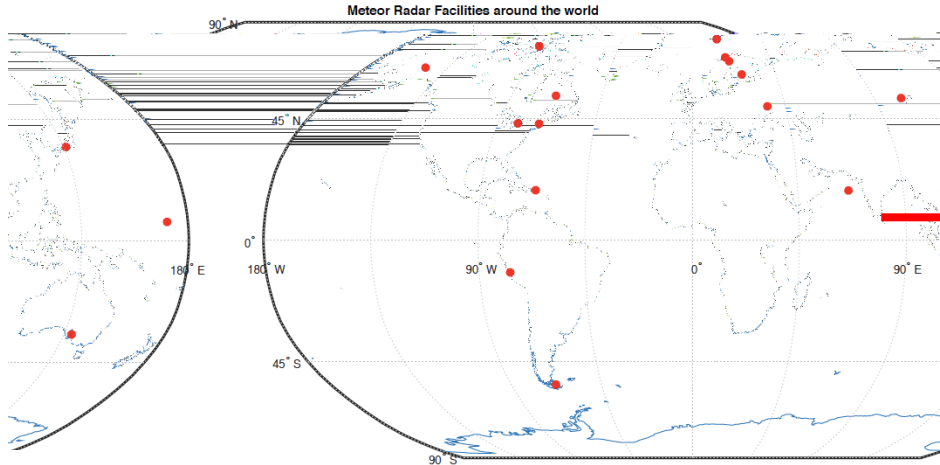 Meteor Radar Facilities around the world
90° N
45° N
0°
180° E
180° W
90° W
0°
90° E
45° S
90° S